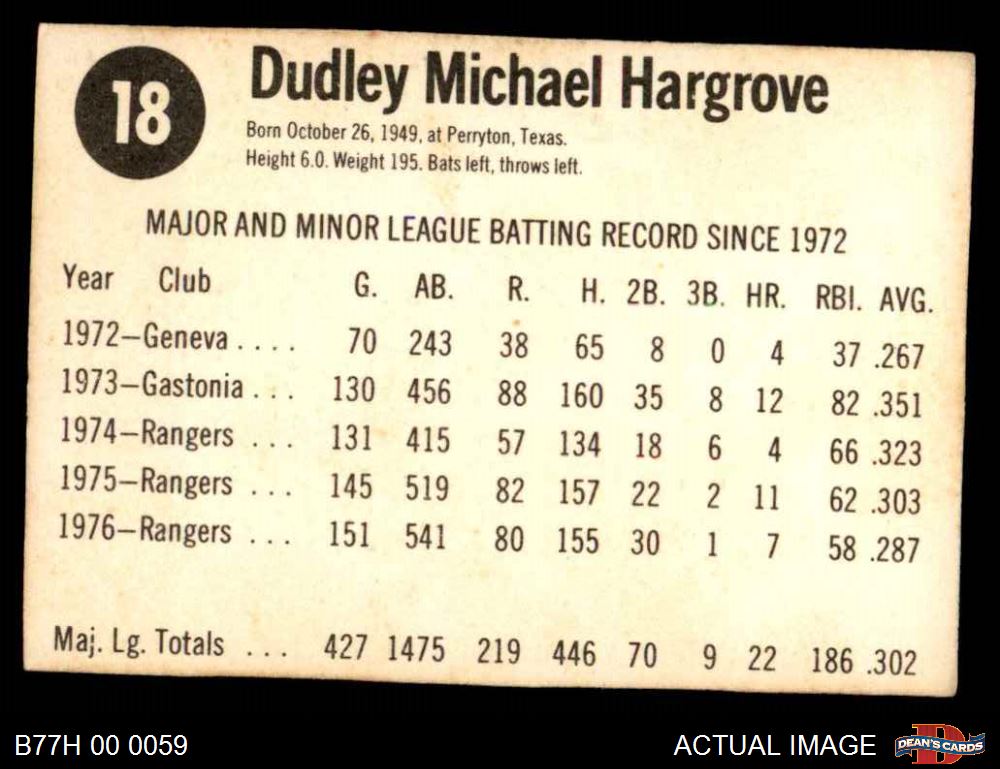 18
Dudley Michael Hargrove
Born October 26, 1949, at Perryton, Texas.
Height 6.0. Weight 195. Bats left, throws left.
MAJOR AND MINOR LEAGUE BATTING RECORD SINCE 1972
Year Club G. AB. R. H. 2B. 3B. HR. RBI. AVG.
1972—Geneva .... 70 243 38 65 8 0 4 37 .267
1973—Gastonia ... 130 456 88 160 35 8 12 82 .351
1974—Rangers ... 131 415 57 134 18 6 4 66 .323
1975—Rangers ... 145 519 82 157 22 2 11 62 .303
1976—Rangers ... 151 541 80 155 30 1 7 58 .287
Maj. Lg. Totals ... 427 1475 219 446 70 9 22 186 .302
B77H 00 0059
ACTUAL IMAGE
D
DEAN'S CARDS